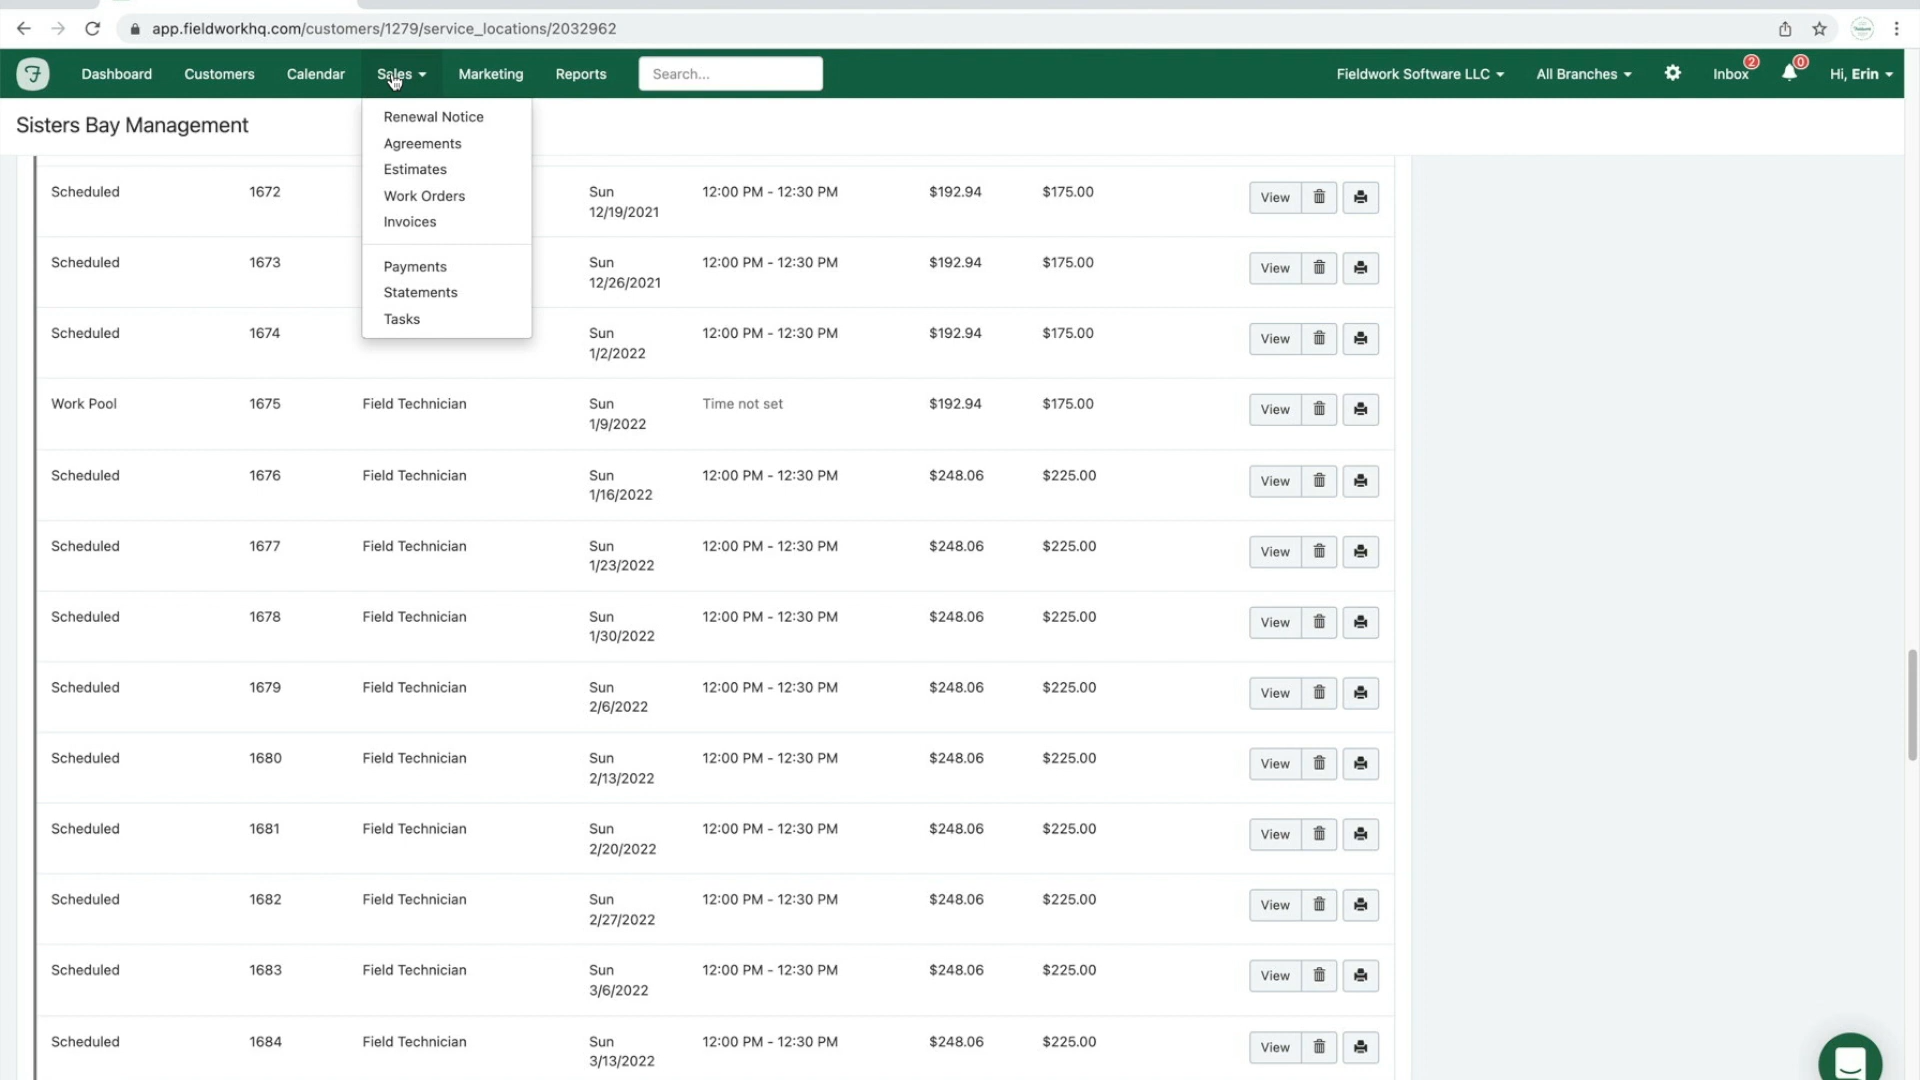 app.fieldworkhq.com/customers/1279/service_locations/2032962
Dashboard Customers Calendar Sales Marketing Reports Search... Fieldwork Software LLC All Branches Inbox 2 0 Hi, Erin
Sisters Bay Management
Renewal Notice
Agreements
Estimates
Work Orders
Invoices
Payments
Statements
Tasks
Scheduled 1672 Sun 12:00 PM - 12:30 PM $192.94 $175.00 View
12/19/2021
Scheduled 1673 Sun 12:00 PM - 12:30 PM $192.94 $175.00 View
12/26/2021
Scheduled 1674 Sun 12:00 PM - 12:30 PM $192.94 $175.00 View
1/2/2022
Work Pool 1675 Field Technician Sun Time not set $192.94 $175.00 View
1/9/2022
Scheduled 1676 Field Technician Sun 12:00 PM - 12:30 PM $248.06 $225.00 View
1/16/2022
Scheduled 1677 Field Technician Sun 12:00 PM - 12:30 PM $248.06 $225.00 View
1/23/2022
Scheduled 1678 Field Technician Sun 12:00 PM - 12:30 PM $248.06 $225.00 View
1/30/2022
Scheduled 1679 Field Technician Sun 12:00 PM - 12:30 PM $248.06 $225.00 View
2/6/2022
Scheduled 1680 Field Technician Sun 12:00 PM - 12:30 PM $248.06 $225.00 View
2/13/2022
Scheduled 1681 Field Technician Sun 12:00 PM - 12:30 PM $248.06 $225.00 View
2/20/2022
Scheduled 1682 Field Technician Sun 12:00 PM - 12:30 PM $248.06 $225.00 View
2/27/2022
Scheduled 1683 Field Technician Sun 12:00 PM - 12:30 PM $248.06 $225.00 View
3/6/2022
Scheduled 1684 Field Technician Sun 12:00 PM - 12:30 PM $248.06 $225.00 View
3/13/2022